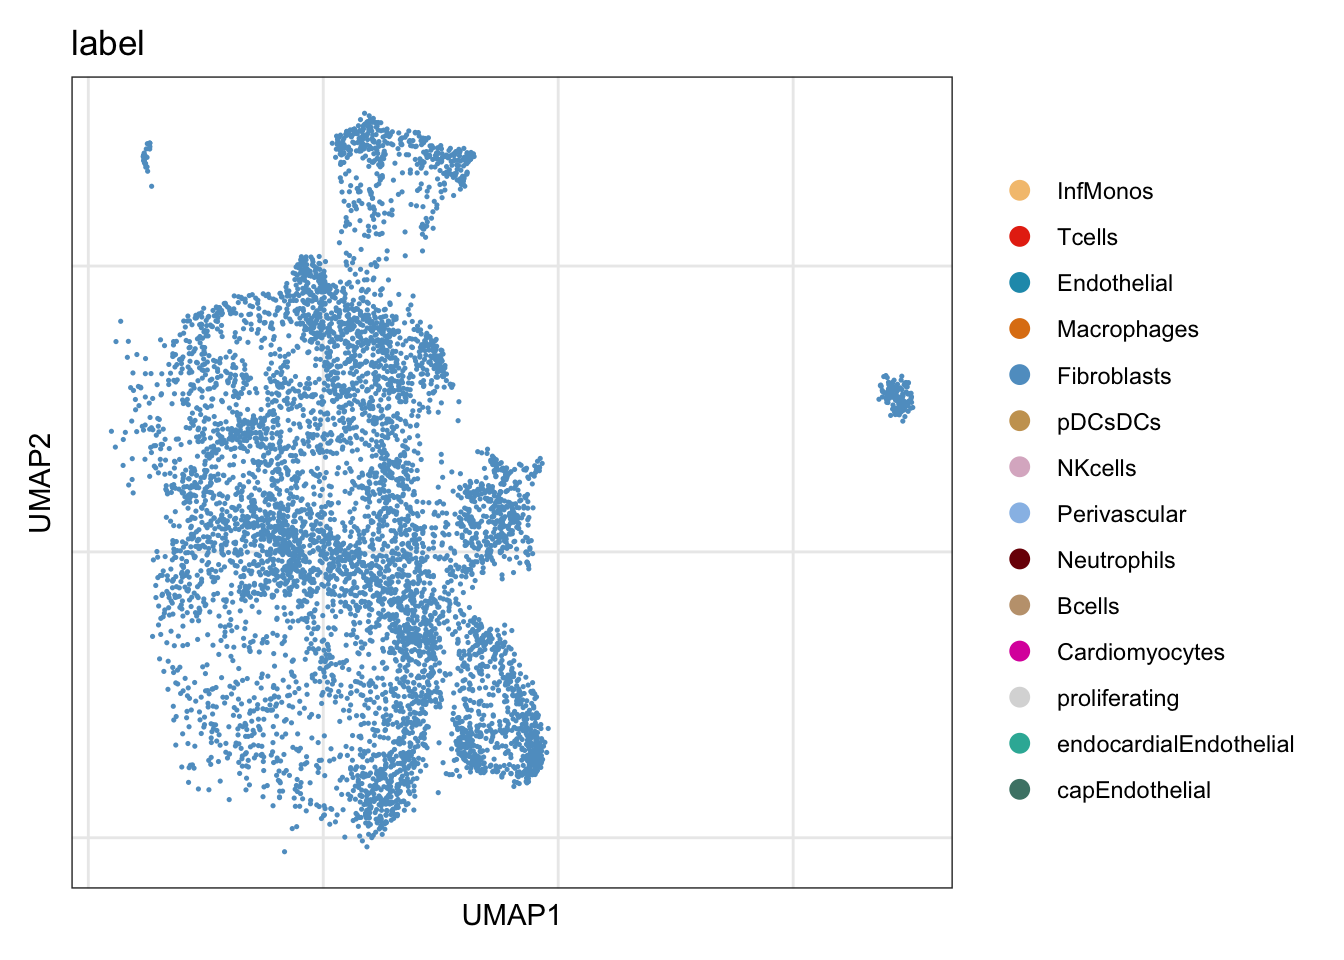 label
UMAP2
UMAP1
InfMonos
Tcells
Endothelial
Macrophages
Fibroblasts
pDCsDCs
NKcells
Perivascular
Neutrophils
Bcells
Cardiomyocytes
proliferating
endocardialEndothelial
capEndothelial